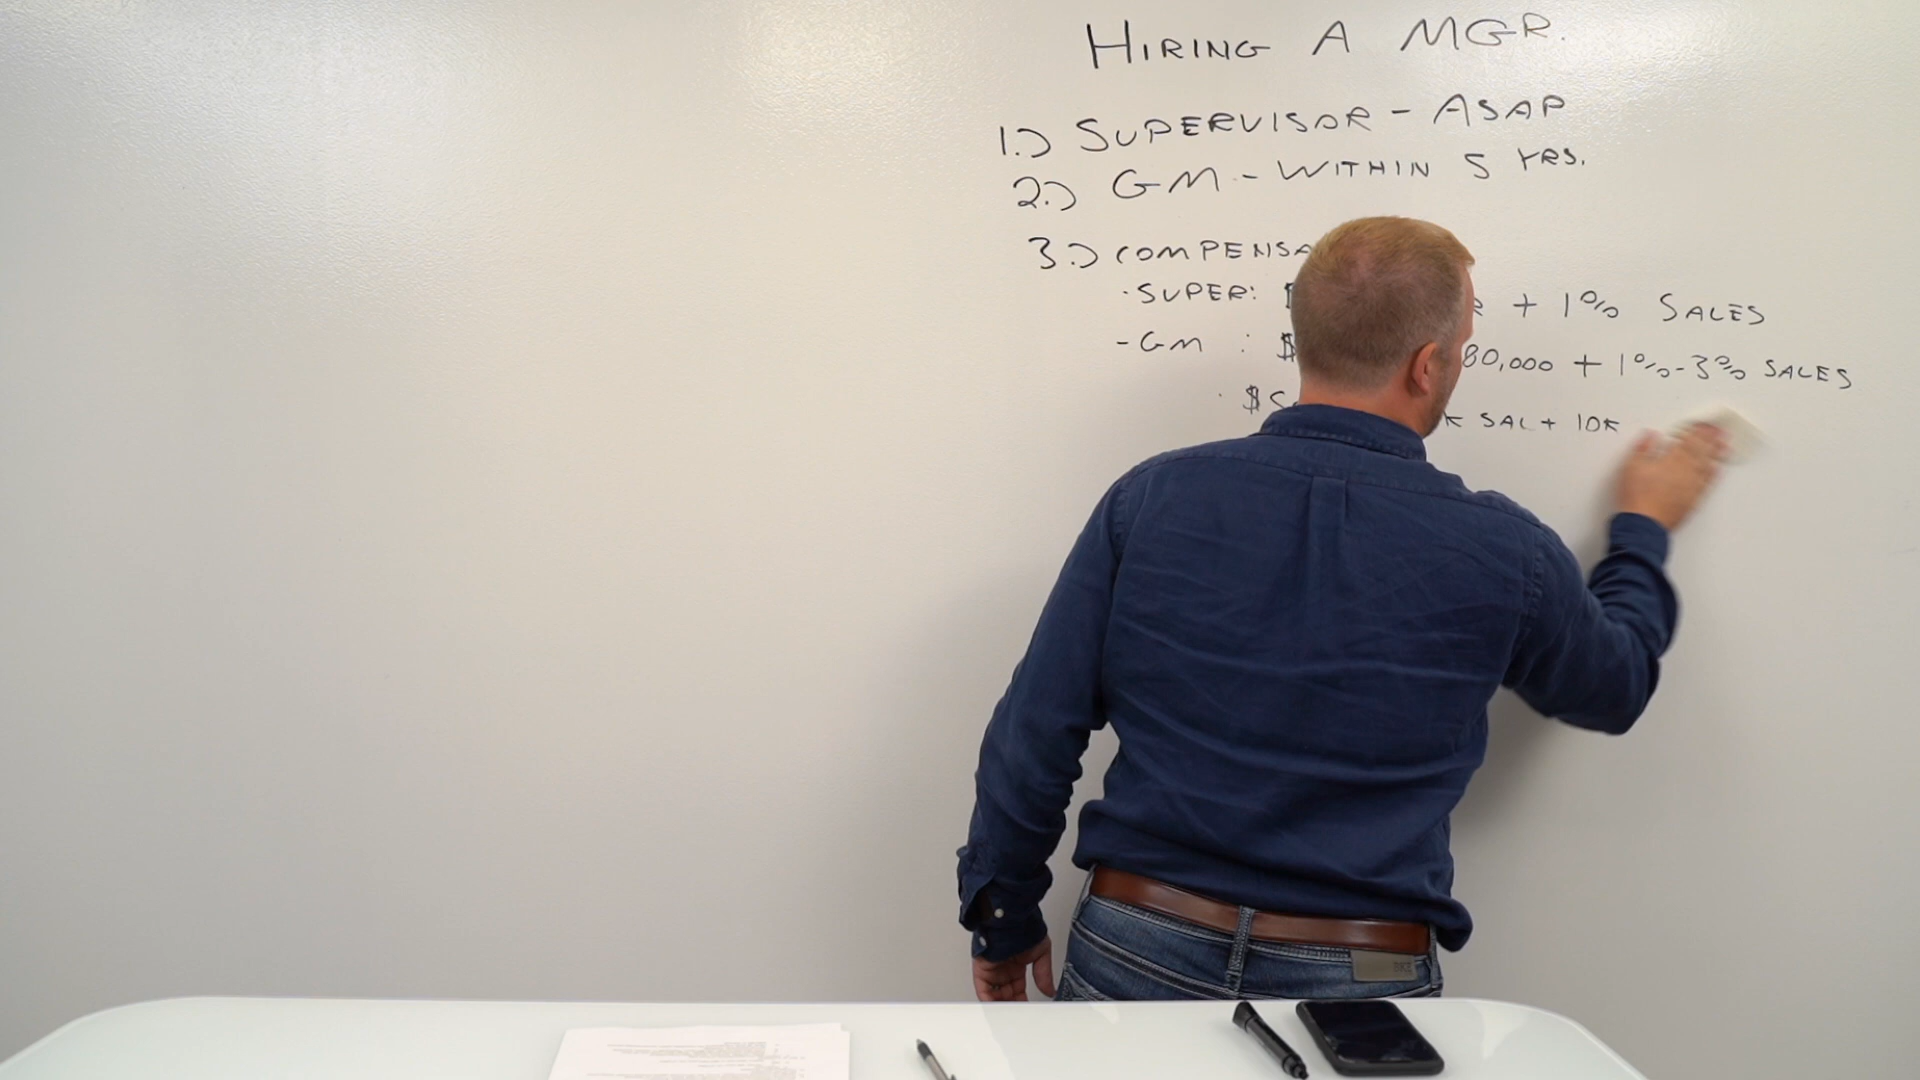 HIRING A MGR.
1.) SUPERVISOR - ASAP
2.) GM - WITHIN 5 YRS.
3.) COMPENSA
· SUPER: + 1% SALES
- GM : $ 80,000 + 1%-3% SALES
· $ K SAL + 10K